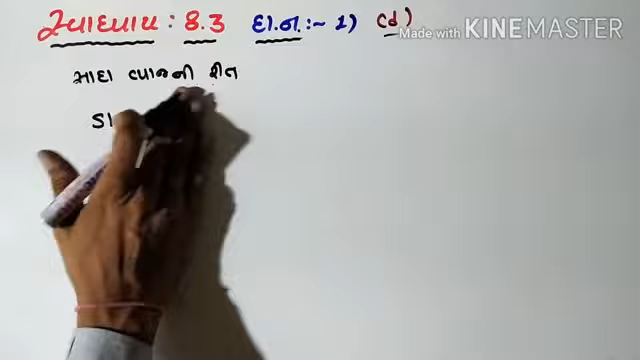 સ્વાધ્યાય : 8.3 દા.ન. :~ 1) (d)
Made with KINEMASTER
સાદા વ્યાજની રીત
SI